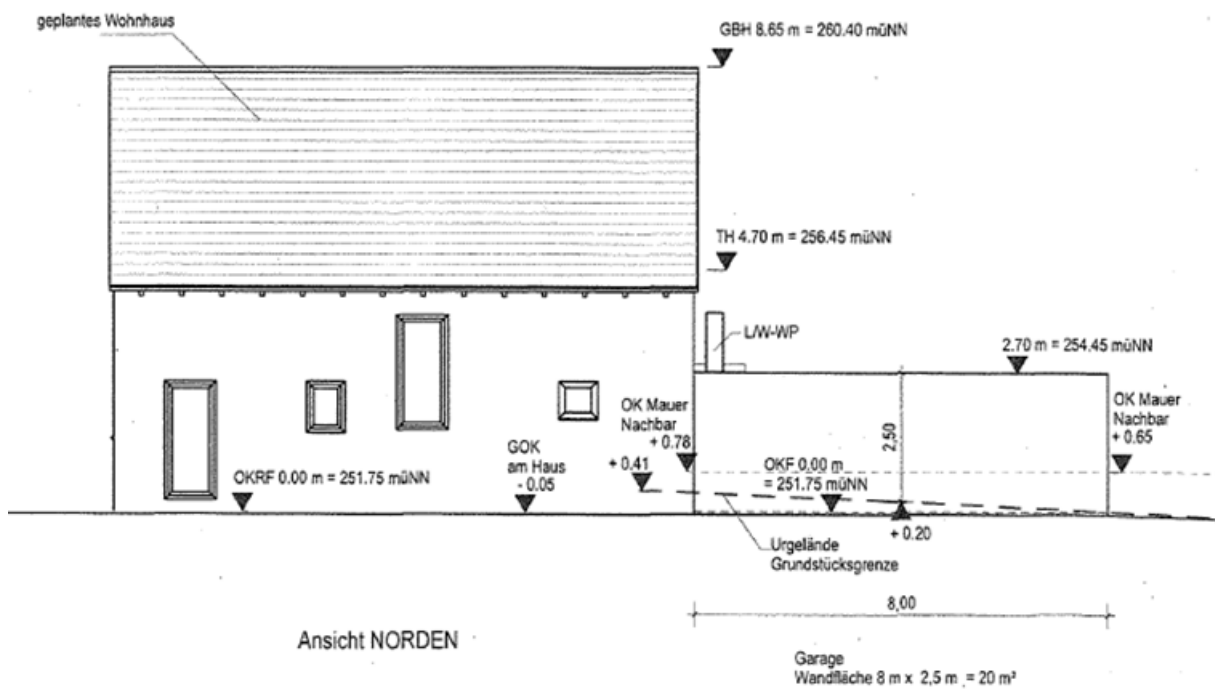 geplantes Wohnhaus
GBH 8.65 m = 260.40 müNN
TH 4.70 m = 256.45 müNN
L/W-WP
2.70 m = 254.45 müNN
OK Mauer
Nachbar
+ 0.78
OK Mauer
Nachbar
+ 0.65
2,50
GOK
am Haus
- 0.05
+ 0.41
OKRF 0.00 m = 251.75 müNN
OKF 0.00 m
= 251.75 müNN
+ 0.20
Urgelände
Grundstücksgrenze
8,00
Ansicht NORDEN
Garage
Wandfläche 8 m x 2,5 m = 20 m²